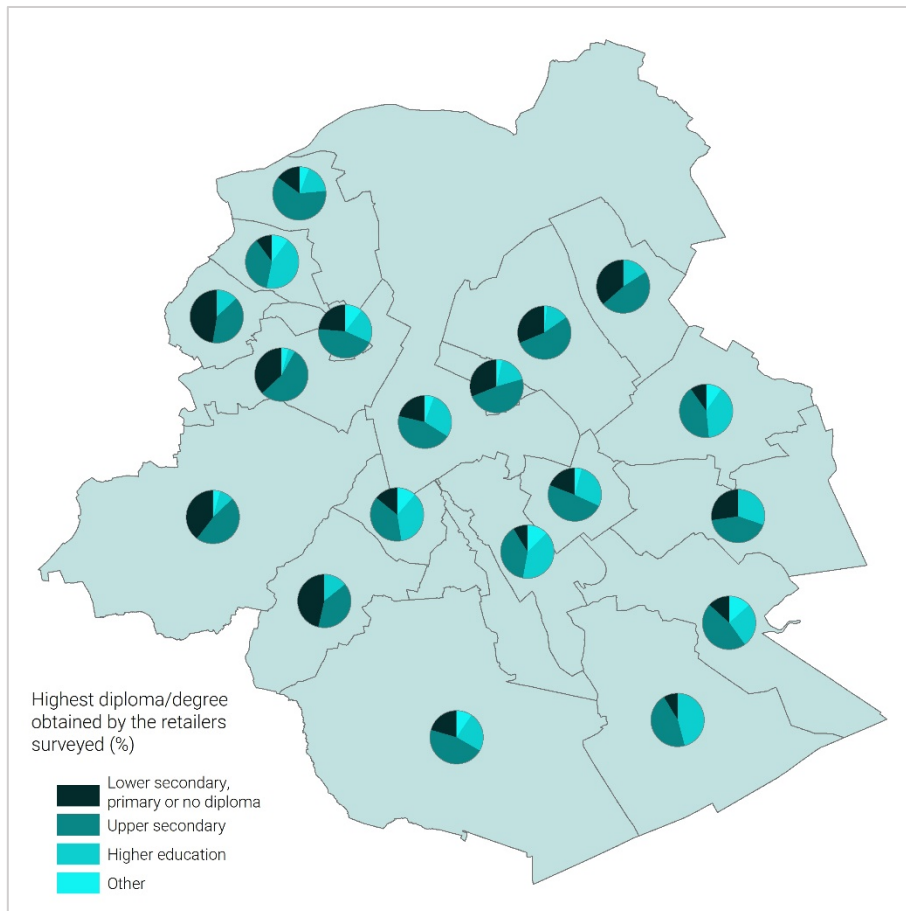 Highest diploma/degree
obtained by the retailers
surveyed (%)
Lower secondary,
primary or no diploma
Upper secondary
Higher education
Other